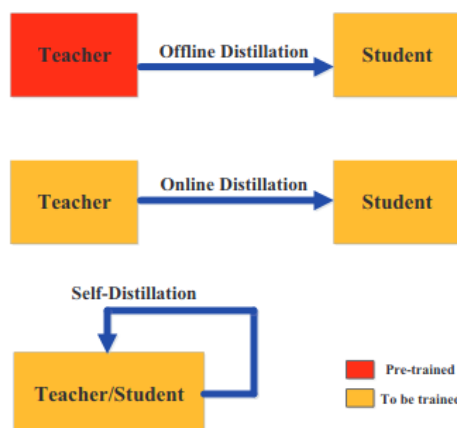 Teacher
Offline Distillation
Student
Teacher
Online Distillation
Student
Self-Distillation
Teacher/Student
Pre-trained
To be trained